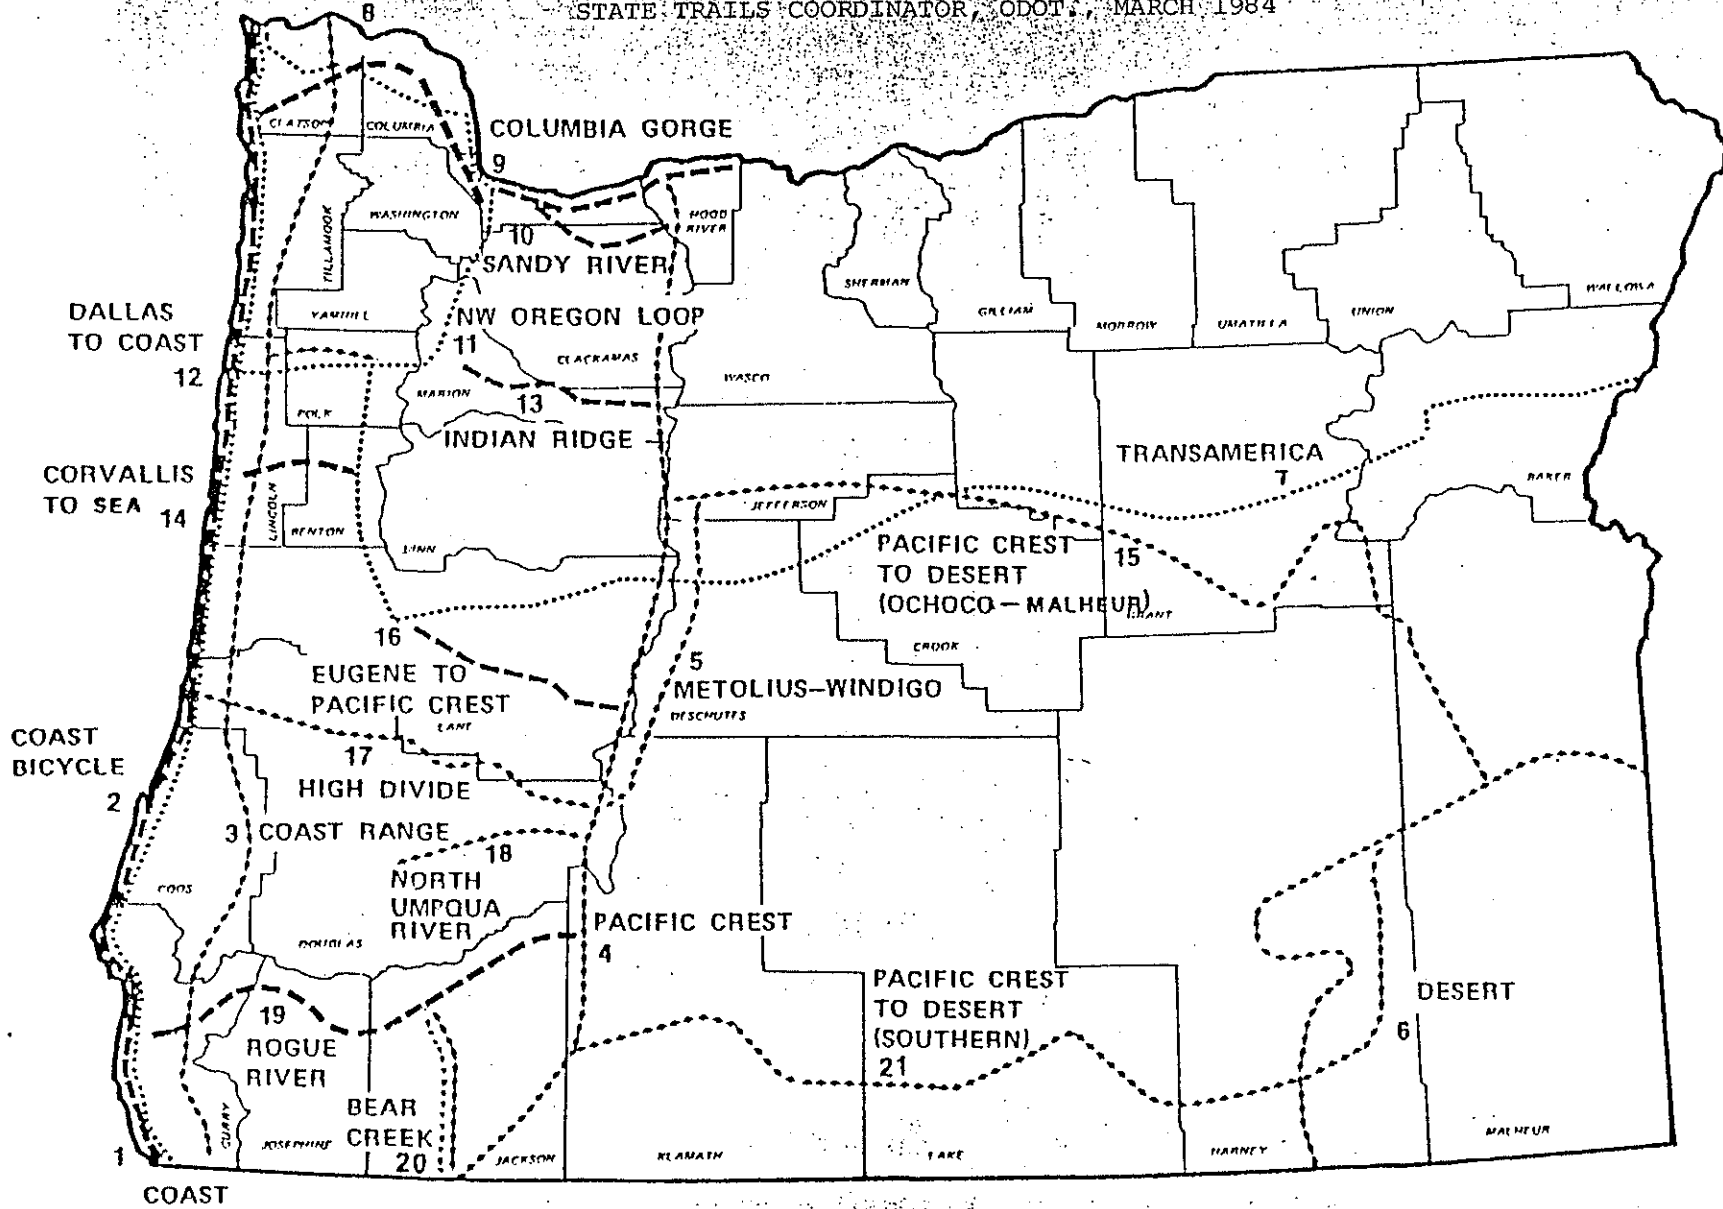 STATE TRAILS COORDINATOR, ODOT., MARCH 1984
8
CLATSOP
COLUMBIA
COLUMBIA GORGE
9
TILLAMOOK
WASHINGTON
HOOD
RIVER
10
SANDY RIVER
SHERMAN
GILLIAM
MORROW
UMATILLA
UNION
WALLOWA
DALLAS
TO COAST
12
YAMHILL
NW OREGON LOOP
11
CLACKAMAS
WASCO
MARION
13
POLK
INDIAN RIDGE
TRANSAMERICA
7
BAKER
CORVALLIS
TO SEA
14
LINCOLN
BENTON
LINN
JEFFERSON
PACIFIC CREST
TO DESERT
(OCHOCO-MALHEUR)
15
GRANT
CROOK
16
EUGENE TO
PACIFIC CREST
LANE
5
METOLIUS-WINDIGO
DESCHUTES
COAST
BICYCLE
2
17
HIGH DIVIDE
3 COAST RANGE
18
NORTH
UMPQUA
RIVER
COOS
DOUGLAS
PACIFIC CREST
4
PACIFIC CREST
TO DESERT
(SOUTHERN)
21
DESERT
6
19
ROGUE
RIVER
BEAR
CREEK
20
CURRY
JOSEPHINE
JACKSON
KLAMATH
LAKE
HARNEY
MALHEUR
1
COAST